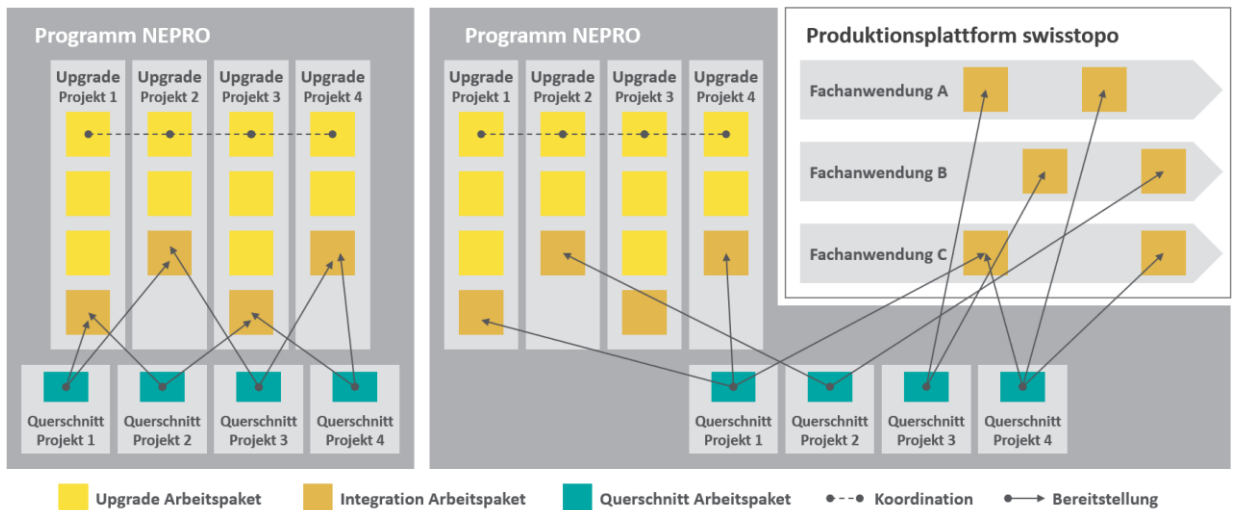 Programm NEPRO
Upgrade Projekt 1
Upgrade Projekt 2
Upgrade Projekt 3
Upgrade Projekt 4
Querschnitt Projekt 1
Querschnitt Projekt 2
Querschnitt Projekt 3
Querschnitt Projekt 4
Programm NEPRO
Upgrade Projekt 1
Upgrade Projekt 2
Upgrade Projekt 3
Upgrade Projekt 4
Produktionsplattform swisstopo
Fachanwendung A
Fachanwendung B
Fachanwendung C
Querschnitt Projekt 1
Querschnitt Projekt 2
Querschnitt Projekt 3
Querschnitt Projekt 4
Upgrade Arbeitspaket
Integration Arbeitspaket
Querschnitt Arbeitspaket
Koordination
Bereitstellung